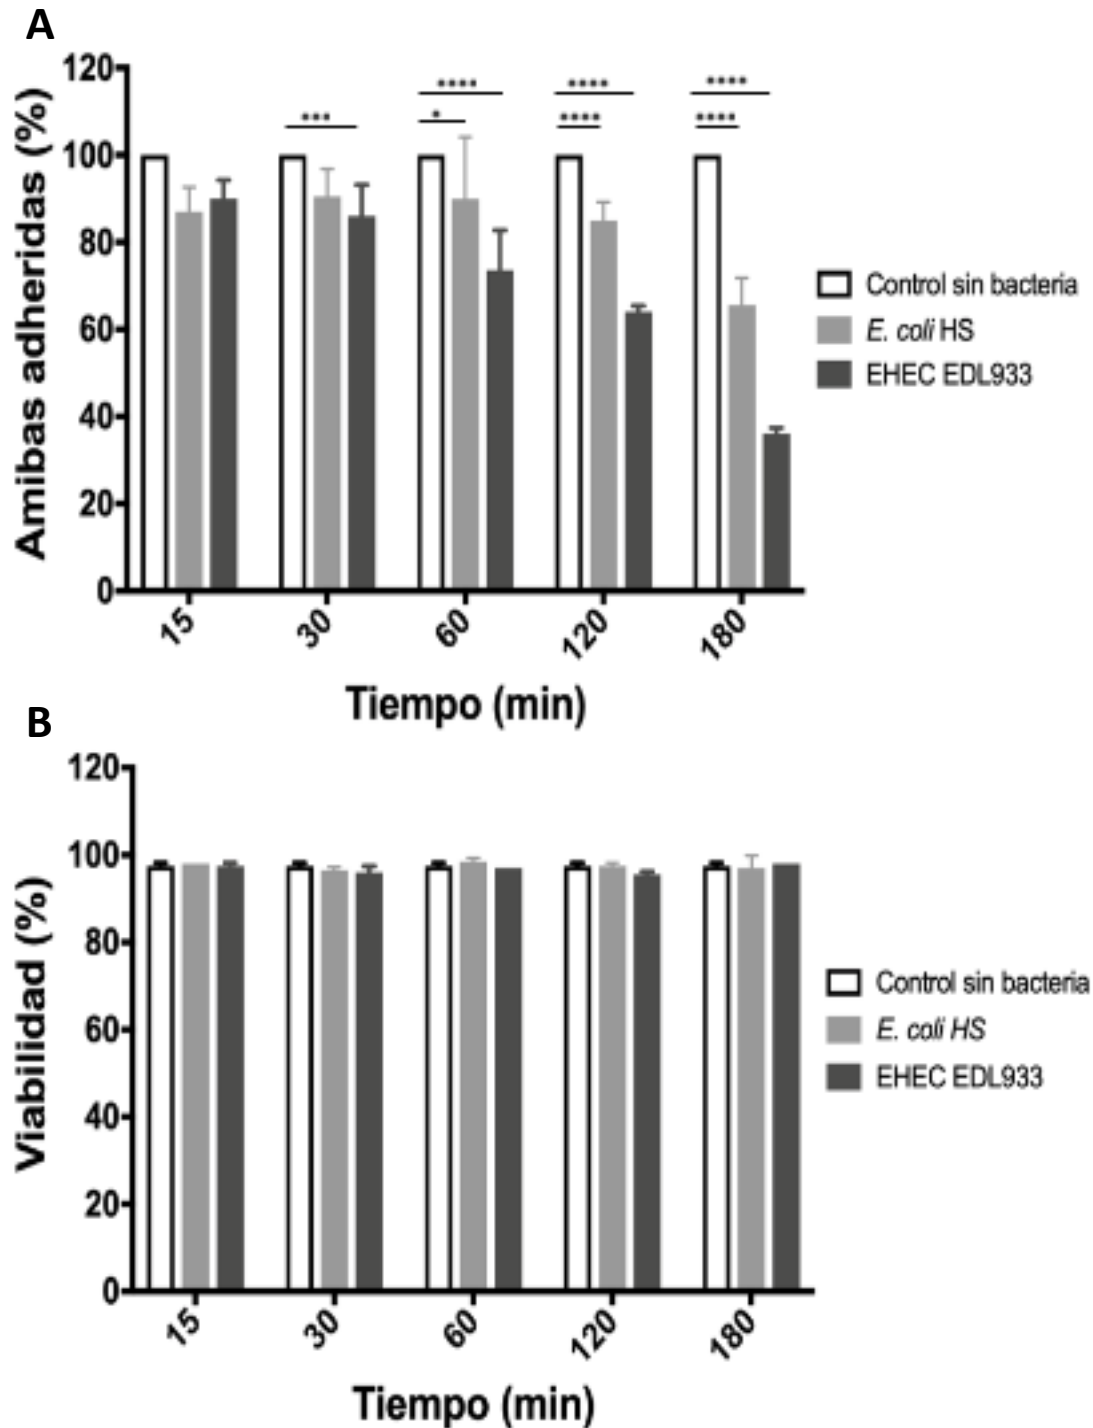 A
120
100
80
60
40
20
0
Amibas adheridas (%)
***
****
*
****
****
****
****
15
30
60
120
180
Tiempo (min)
Control sin bacteria
E. coli HS
EHEC EDL933
B
120
100
80
60
40
20
0
Viabilidad (%)
15
30
60
120
180
Tiempo (min)
Control sin bacteria
E. coli HS
EHEC EDL933